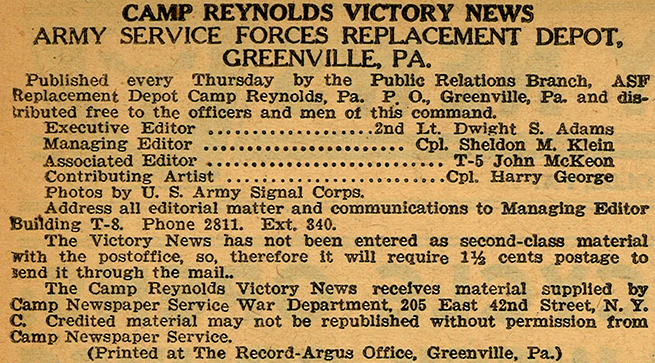 CAMP REYNOLDS VICTORY NEWS
ARMY SERVICE FORCES REPLACEMENT DEPOT,
GREENVILLE, PA.
Published every Thursday by the Public Relations Branch, ASF
Replacement Depot Camp Reynolds, Pa. P. O., Greenville, Pa. and dis-
tributed free to the officers and men of this command.
Executive Editor ..................2nd Lt. Dwight S. Adams
Managing Editor ........................ Cpl. Sheldon M. Klein
Associated Editor ............................ T-5 John McKeon
Contributing Artist ..........................Cpl. Harry George
Photos by U. S. Army Signal Corps.
Address all editorial matter and communications to Managing Editor
Building T-8. Phone 2811. Ext. 340.
The Victory News has not been entered as second-class material
with the postoffice, so, therefore it will require 1½ cents postage to
send it through the mail..
The Camp Reynolds Victory News receives material supplied by
Camp Newspaper Service War Department, 205 East 42nd Street, N. Y.
C. Credited material may not be republished without permission from
Camp Newspaper Service.
(Printed at The Record-Argus Office, Greenville, Pa.)